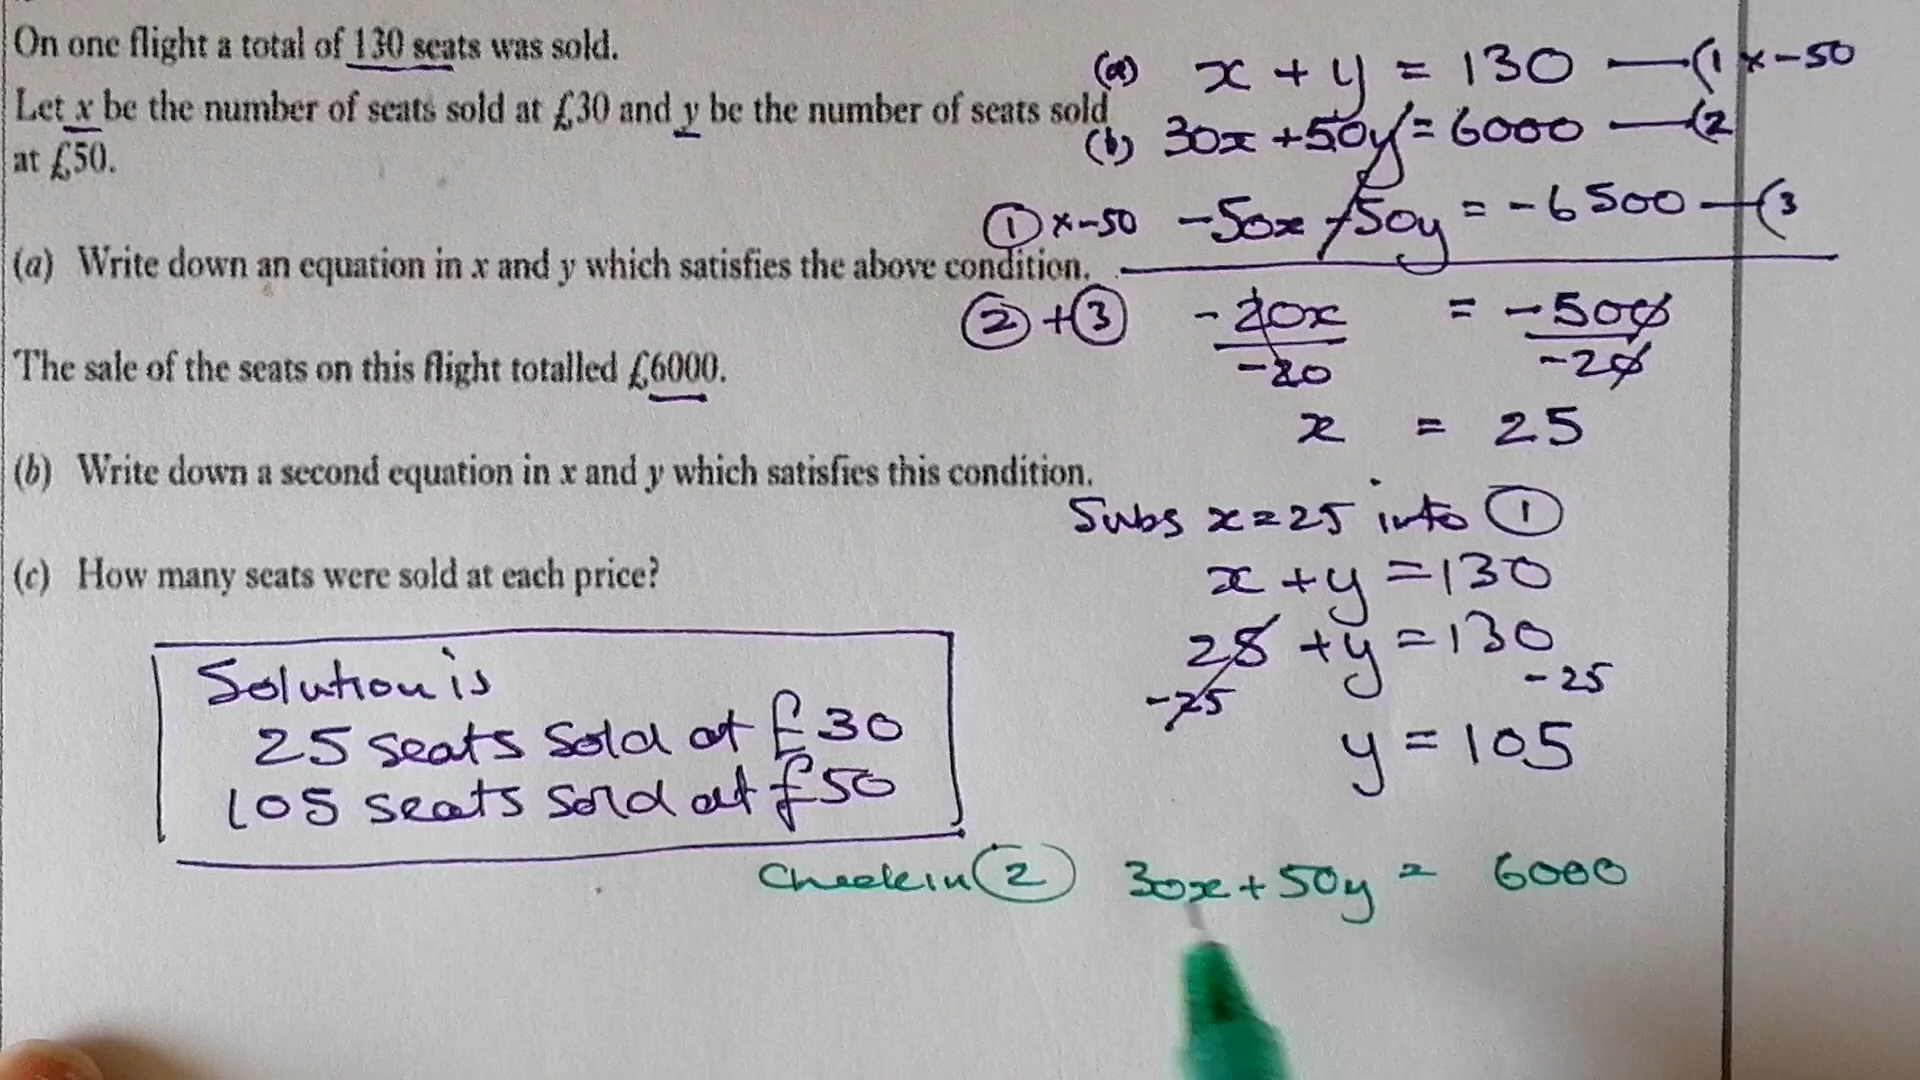 On one flight a total of 130 seats was sold.
Let x be the number of seats sold at £30 and y be the number of seats sold
at £50.
(a) Write down an equation in x and y which satisfies the above condition.
The sale of the seats on this flight totalled £6000.
(b) Write down a second equation in x and y which satisfies this condition.
(c) How many seats were sold at each price?
Solution is
25 seats sold at £30
105 seats sold at £50
(a) x + y = 130 —(1 x -50
(b) 30x + 50y = 6000 —(2
① x -50 -50x -50y = -6500 —(3
② + ③ -20x = -500
-20 -20
x = 25
Subs x = 25 into ①
x + y = 130
25 + y = 130
-25 -25
y = 105
Check in ② 30x + 50y = 6000